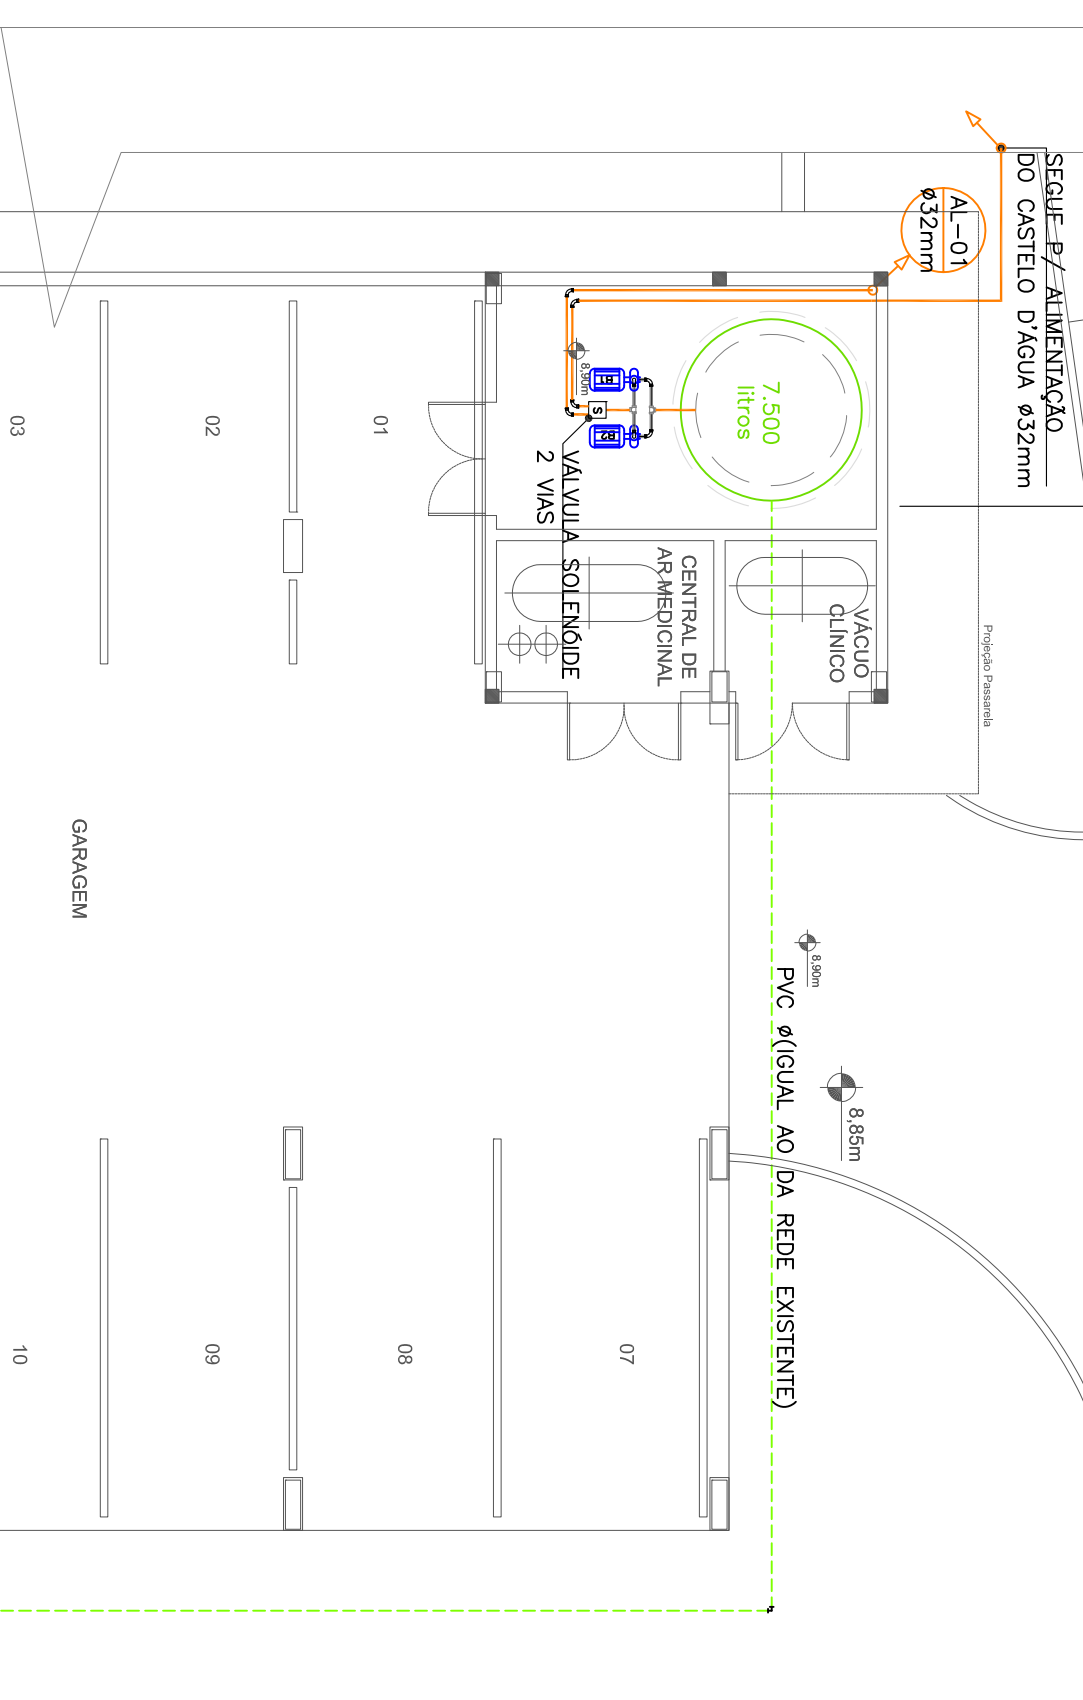 SEGUE P/ ALIMENTAÇÃO
DO CASTELO D'ÁGUA ø32mm
AL-01
ø32mm
7.500
litros
8,90m
B1
B2
S
VÁLVULA SOLENÓIDE
2 VIAS
CENTRAL DE
AR MEDICINAL
VÁCUO
CLÍNICO
Projeção Passarela
01
02
03
GARAGEM
8,90m
8,85m
PVC ø(IGUAL AO DA REDE EXISTENTE)
07
08
09
10